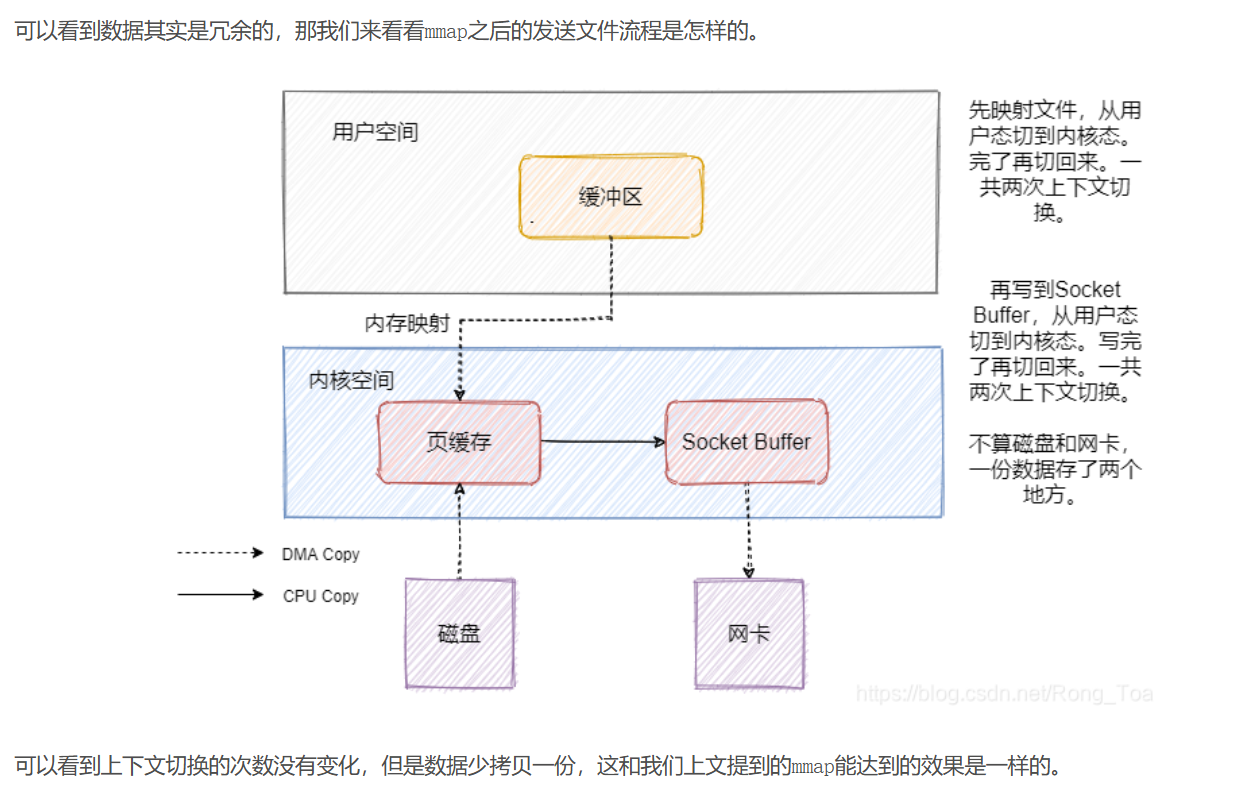 可以看到数据其实是冗余的，那我们来看看mmap之后的发送文件流程是怎样的。
用户空间
缓冲区
先映射文件，从用
户态切到内核态。
完了再切回来。一
共两次上下文切
换。
内存映射
再写到Socket
Buffer，从用户态
切到内核态。写完
了再切回来。一共
两次上下文切换。
内核空间
页缓存
Socket Buffer
不算磁盘和网卡，
一份数据存了两个
地方。
DMA Copy
CPU Copy
磁盘
网卡
https://blog.csdn.net/Rong_Toa
可以看到上下文切换的次数没有变化，但是数据少拷贝一份，这和我们上文提到的mmap能达到的效果是一样的。